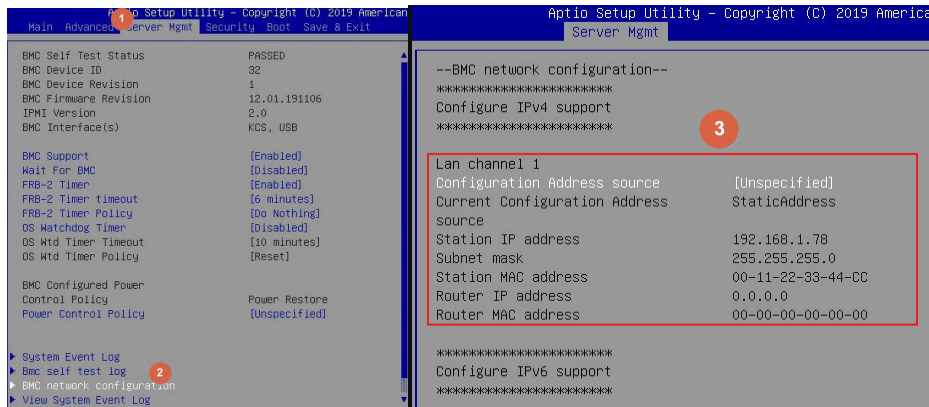 Aptio Setup Utility - Copyright (C) 2019 American
1
Main Advanced Server Mgmt Security Boot Save & Exit
BMC Self Test Status PASSED
BMC Device ID 32
BMC Device Revision 1
BMC Firmware Revision 12.01.191106
IPMI Version 2.0
BMC Interface(s) KCS, USB
BMC Support [Enabled]
Wait For BMC [Disabled]
FRB-2 Timer [Enabled]
FRB-2 Timer timeout [6 minutes]
FRB-2 Timer Policy [Do Nothing]
OS Watchdog Timer [Disabled]
OS Wtd Timer Timeout [10 minutes]
OS Wtd Timer Policy [Reset]
BMC Configured Power
Control Policy Power Restore
Power Control Policy [Unspecified]
System Event Log
Bmc self test log
2
BMC network configuration
View System Event Log
Aptio Setup Utility - Copyright (C) 2019 America
Server Mgmt
--BMC network configuration--
************************
Configure IPv4 support
************************
3
Lan channel 1
Configuration Address source [Unspecified]
Current Configuration Address StaticAddress
source
Station IP address 192.168.1.78
Subnet mask 255.255.255.0
Station MAC address 00-11-22-33-44-CC
Router IP address 0.0.0.0
Router MAC address 00-00-00-00-00-00
************************
Configure IPv6 support
************************